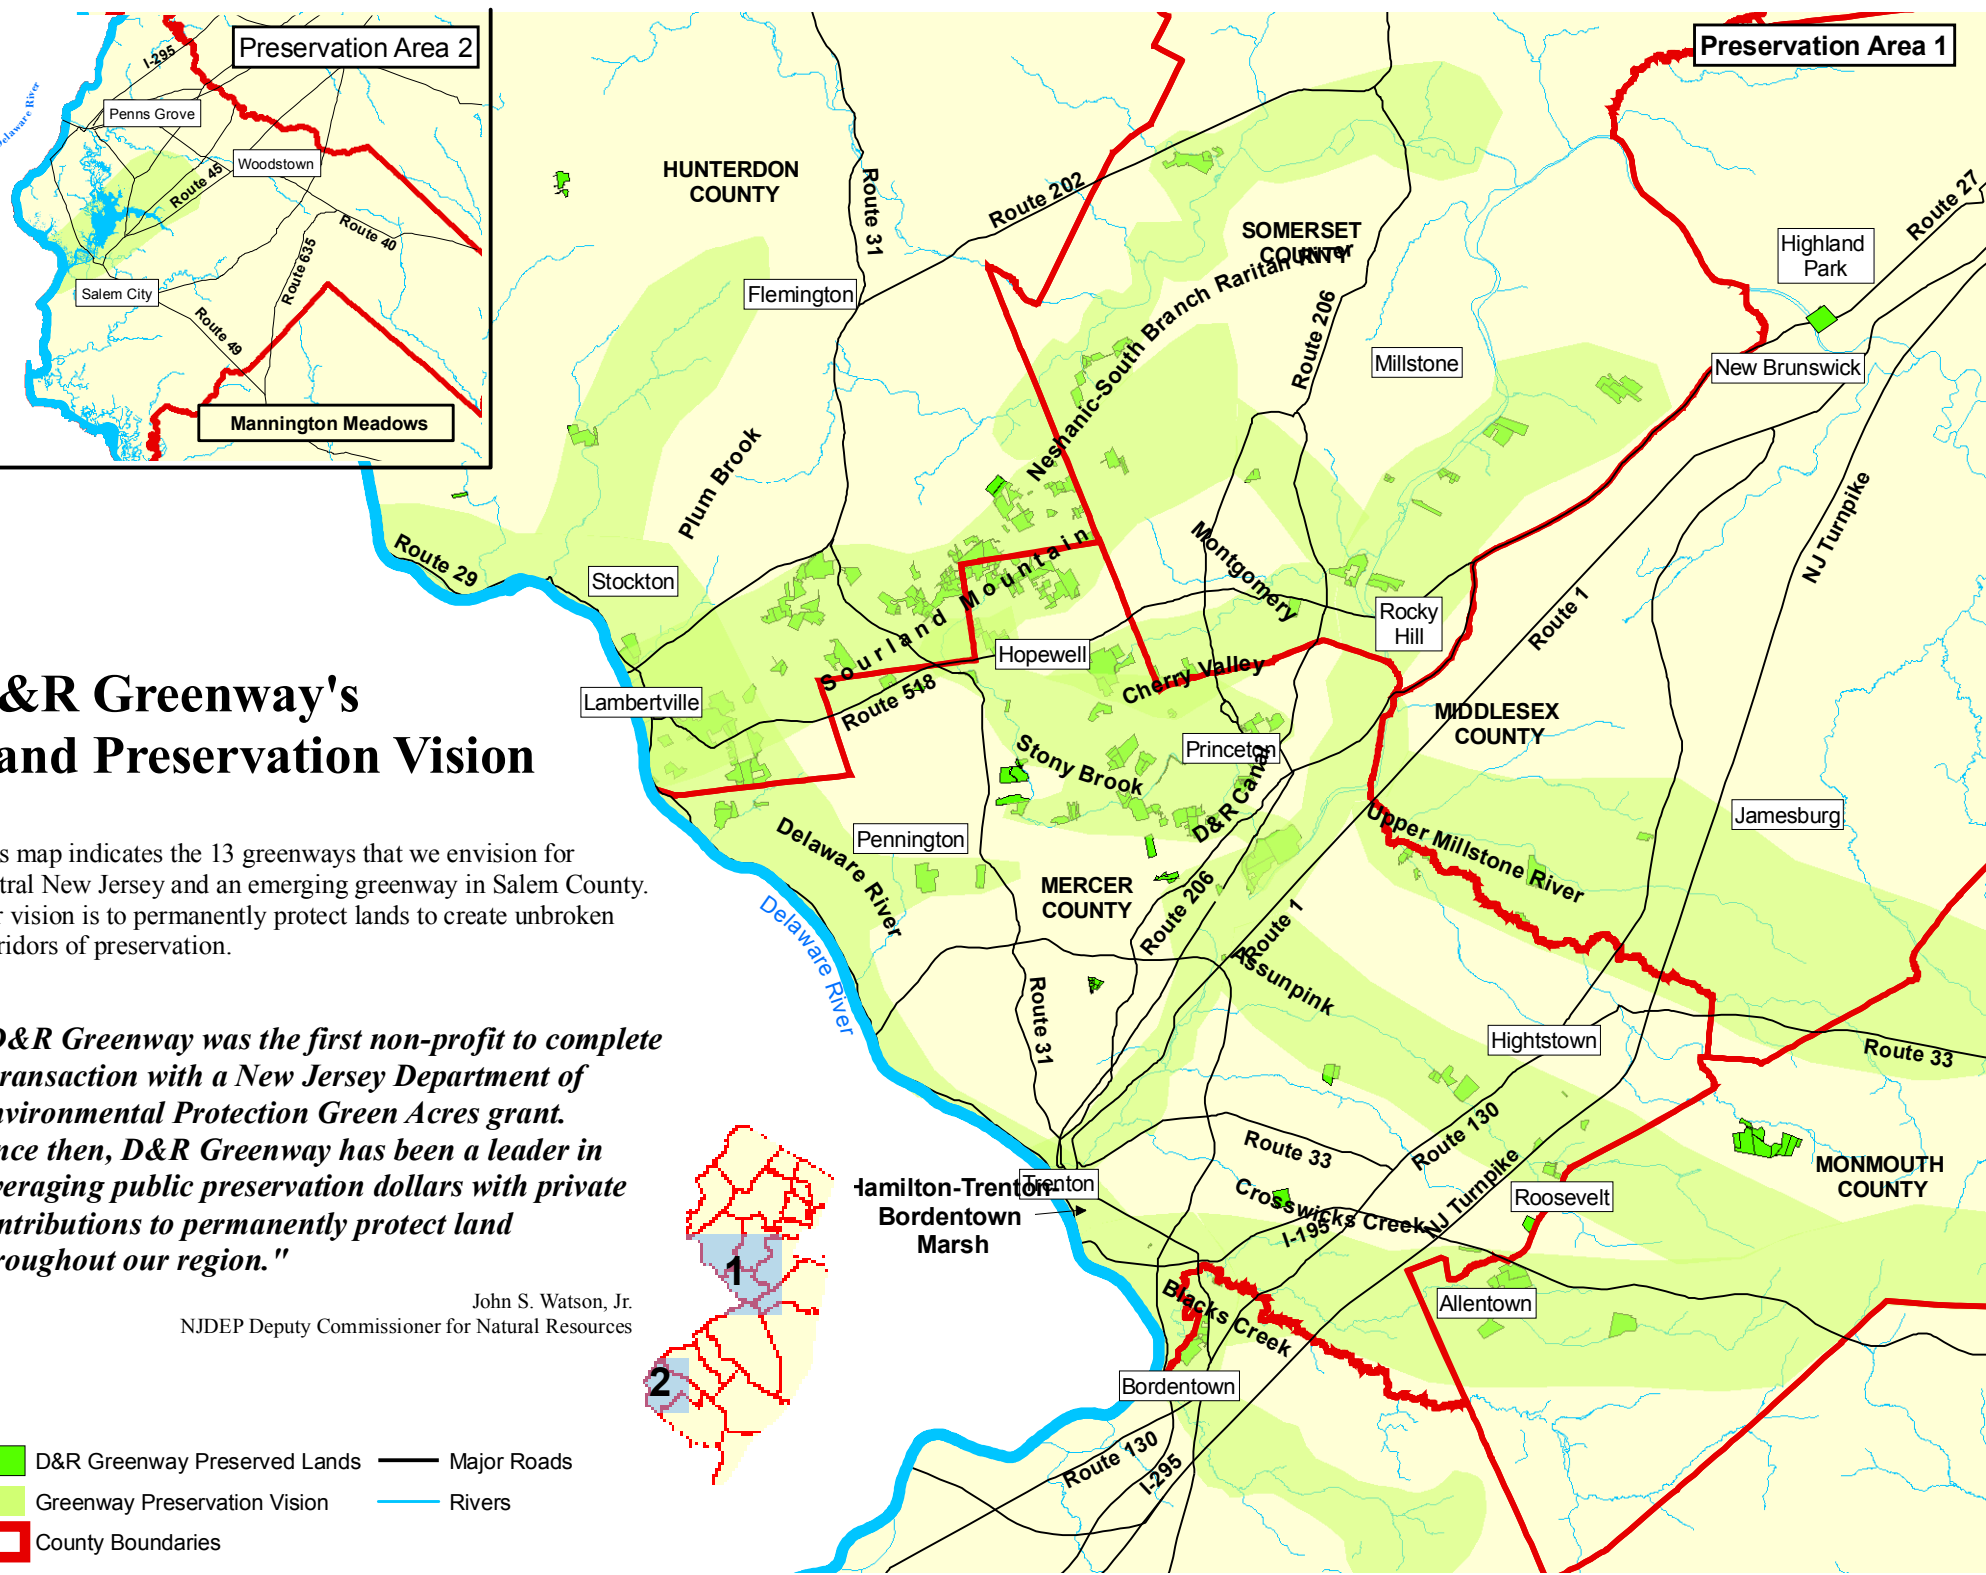 Preservation Area 2
I-295
Delaware River
Penns Grove
Woodstown
Route 45
Route 40
Route 635
Salem City
Route 49
Mannington Meadows
Preservation Area 1
HUNTERDON
COUNTY
Route 31
Route 202
SOMERSET
COUNTY
Neshanic-South Branch Raritan River
Route 27
Highland
Park
Flemington
Route 206
Millstone
New Brunswick
Plum Brook
NJ Turnpike
Route 29
Stockton
Sourland Mountain
Montgomery
Rocky
Hill
Route 1
Hopewell
Cherry Valley
Lambertville
Route 518
MIDDLESEX
COUNTY
Princeton
Stony Brook
D&R Canal
Jamesburg
Upper Millstone River
Pennington
Delaware River
Delaware River
MERCER
COUNTY
Route 206
Route 1
Assunpink
Route 31
Hightstown
Route 33
Route 130
Route 33
NJ Turnpike
MONMOUTH
COUNTY
Trenton
Hamilton-Trenton-
Bordentown
Marsh
Crosswicks Creek
I-195
Roosevelt
Allentown
Blacks Creek
Bordentown
Route 130
I-295
&R Greenway's
and Preservation Vision
s map indicates the 13 greenways that we envision for
tral New Jersey and an emerging greenway in Salem County.
r vision is to permanently protect lands to create unbroken
ridors of preservation.
D&R Greenway was the first non-profit to complete
ransaction with a New Jersey Department of
nvironmental Protection Green Acres grant.
nce then, D&R Greenway has been a leader in
veraging public preservation dollars with private
ntributions to permanently protect land
roughout our region."
John S. Watson, Jr.
NJDEP Deputy Commissioner for Natural Resources
1
2
D&R Greenway Preserved Lands
Major Roads
Greenway Preservation Vision
Rivers
County Boundaries